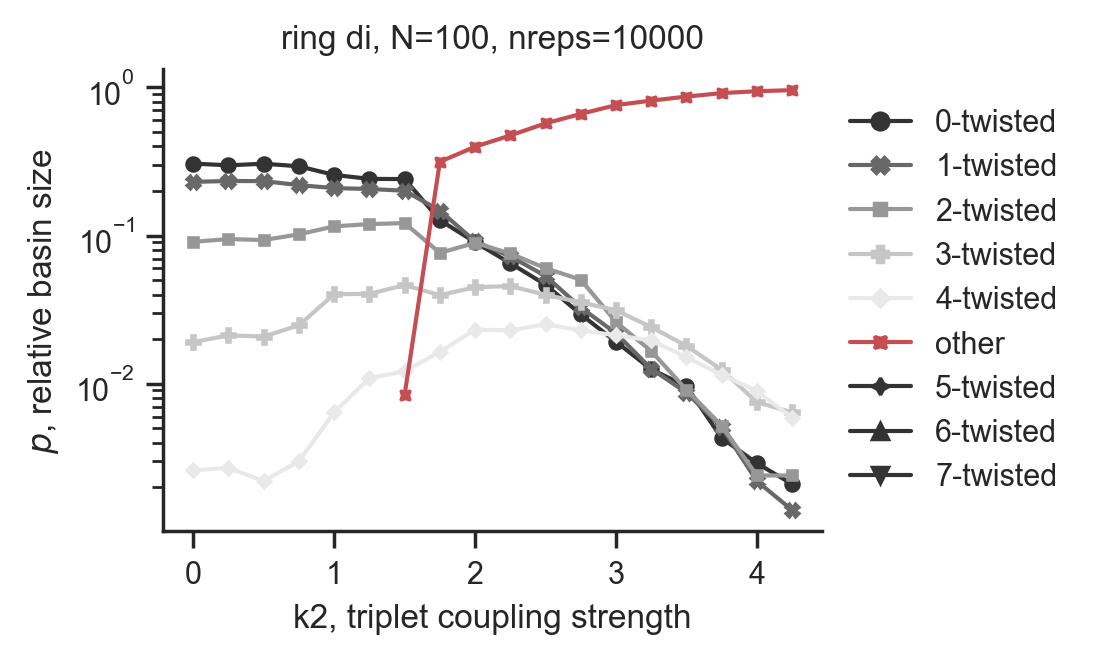 ring di, N=100, nreps=10000
p, relative basin size
10⁰
10⁻¹
10⁻²
0 1 2 3 4
k2, triplet coupling strength
0-twisted
1-twisted
2-twisted
3-twisted
4-twisted
other
5-twisted
6-twisted
7-twisted